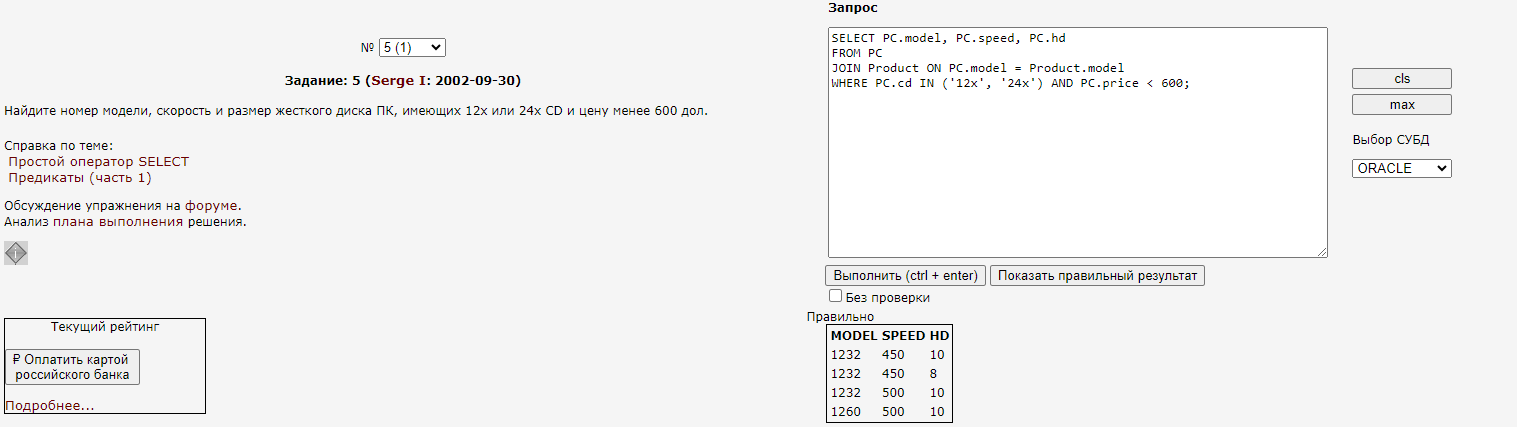 № 5 (1)
Задание: 5 (Serge I: 2002-09-30)
Найдите номер модели, скорость и размер жесткого диска ПК, имеющих 12x или 24x CD и цену менее 600 дол.
Справка по теме:
Простой оператор SELECT
Предикаты (часть 1)
Обсуждение упражнения на форуме.
Анализ плана выполнения решения.
i
Текущий рейтинг
₽ Оплатить картой
российского банка
Подробнее...
Запрос
SELECT PC.model, PC.speed, PC.hd
FROM PC
JOIN Product ON PC.model = Product.model
WHERE PC.cd IN ('12x', '24x') AND PC.price < 600;
cls
max
Выбор СУБД
ORACLE
Выполнить (ctrl + enter) Показать правильный результат
Без проверки
Правильно
MODEL SPEED HD
1232 450 10
1232 450 8
1232 500 10
1260 500 10